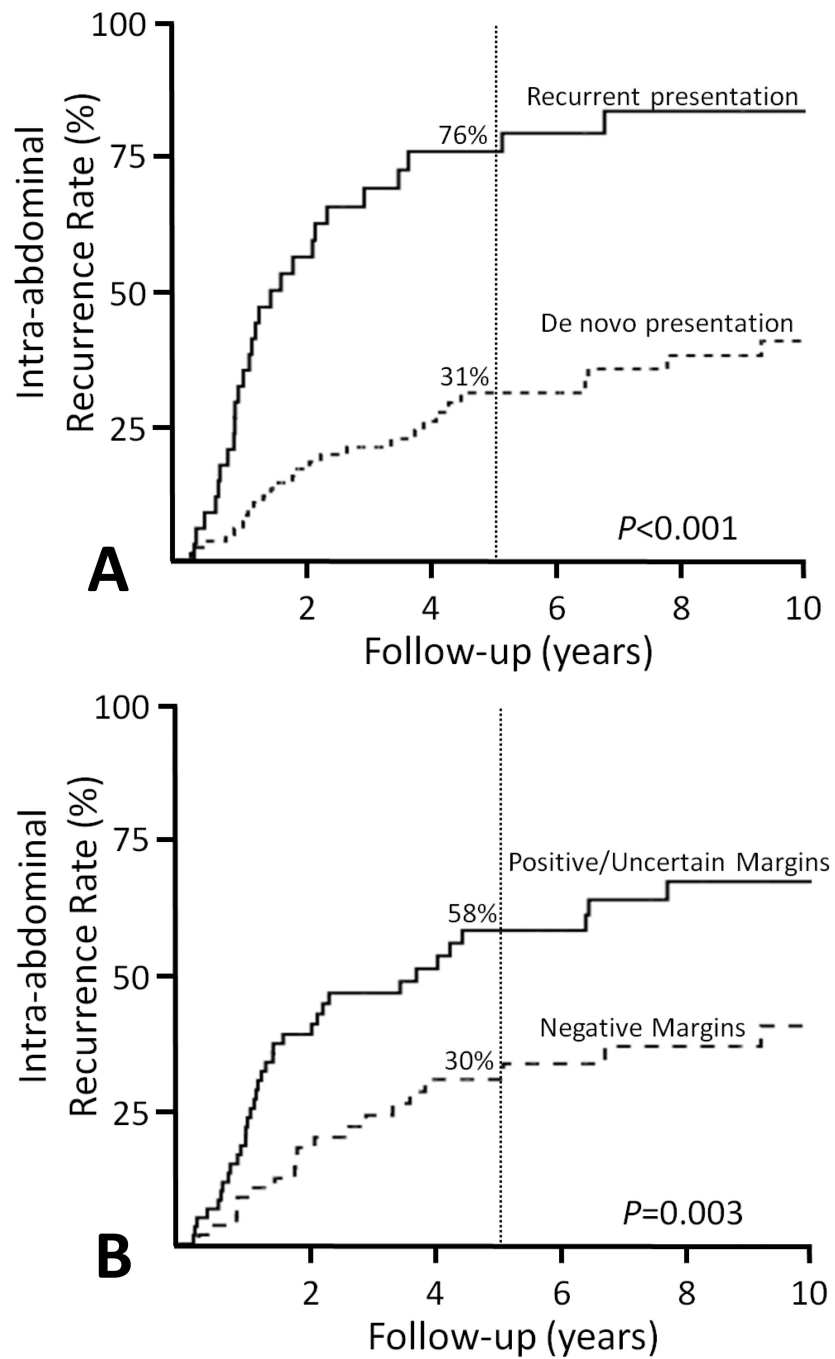 100
75
50
25
Intra-abdominal
Recurrence Rate (%)
Recurrent presentation
76%
De novo presentation
31%
P<0.001
A
2 4 6 8 10
Follow-up (years)
100
75
50
25
Intra-abdominal
Recurrence Rate (%)
Positive/Uncertain Margins
58%
Negative Margins
30%
P=0.003
B
2 4 6 8 10
Follow-up (years)